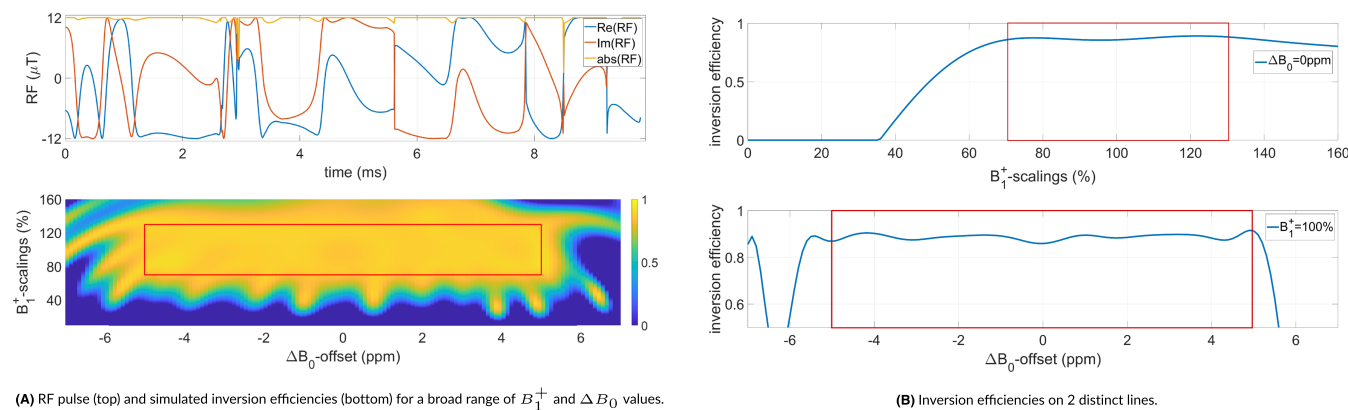 12
0
-12
RF (μT)
Re(RF)
Im(RF)
abs(RF)
0 2 4 6 8
time (ms)
160
120
80
40
B₁⁺-scalings (%)
1
0.5
0
-6 -4 -2 0 2 4 6
ΔB₀-offset (ppm)
(A) RF pulse (top) and simulated inversion efficiencies (bottom) for a broad range of B₁⁺ and ΔB₀ values.
1
0.5
0
inversion efficiency
ΔB₀=0ppm
0 20 40 60 80 100 120 140 160
B₁⁺-scalings (%)
1
0.8
0.6
inversion efficiency
B₁⁺=100%
-6 -4 -2 0 2 4 6
ΔB₀-offset (ppm)
(B) Inversion efficiencies on 2 distinct lines.